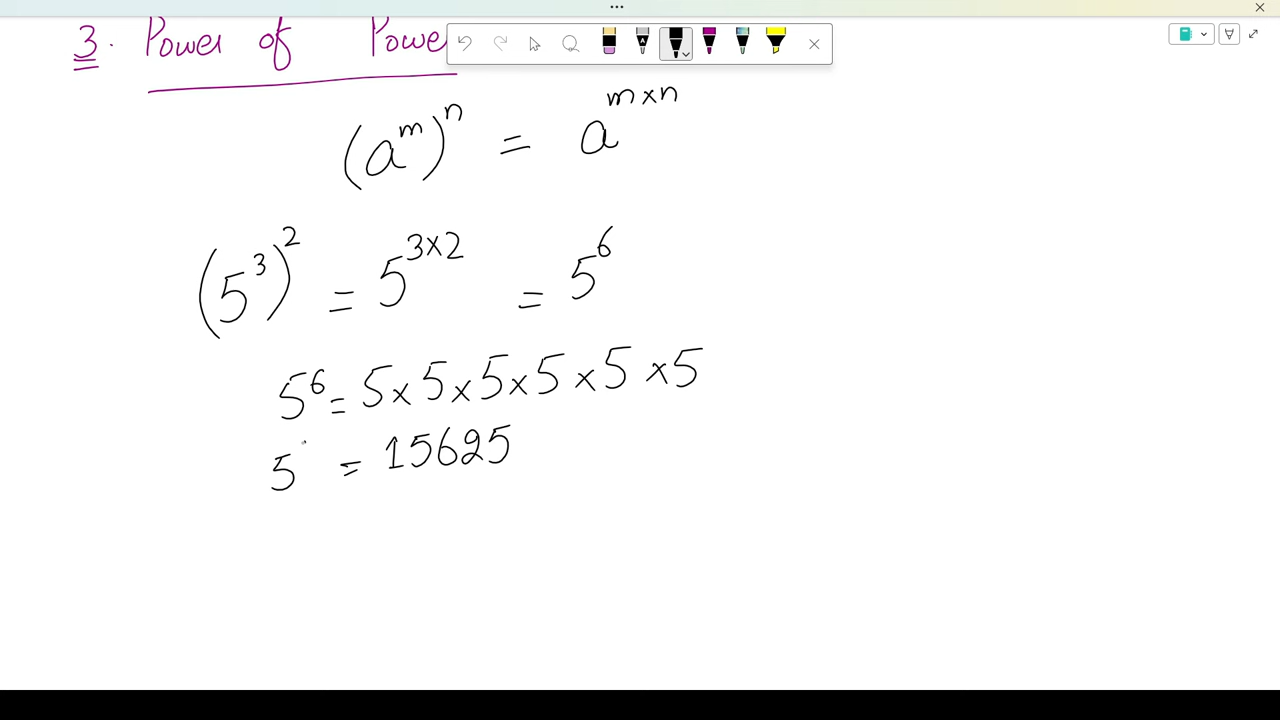 3. Power of Powe
(a^m)^n = a^{m×n}
(5^3)^2 = 5^{3×2} = 5^6
5^6 = 5×5×5×5×5×5
5 = 15625